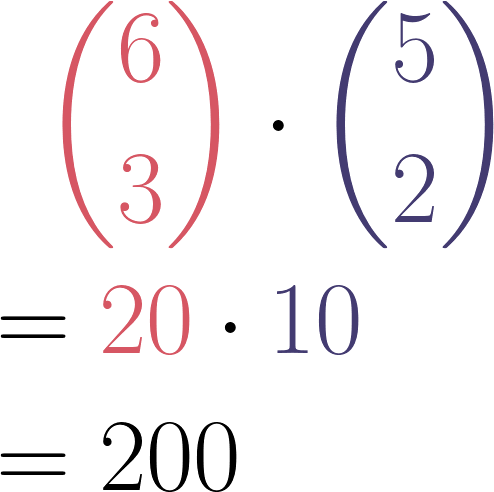 (6 3) · (5 2)
= 20 · 10
= 200